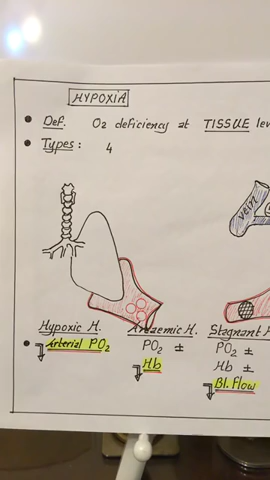 HYPOXIA
Def. O2 deficiency at TISSUE lev
Types: 4
vein
Hypoxic H. Anaemic H. Stagnant H
Arterial PO2 PO2 ± PO2 ±
Hb Hb ±
Bl. Flow